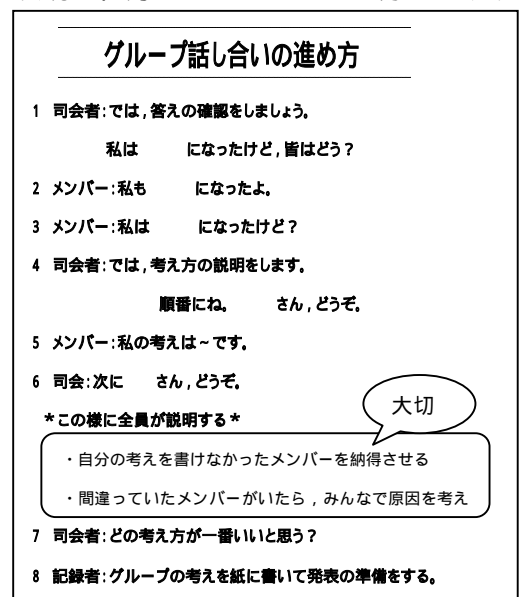 グループ話し合いの進め方
1 司会者:では,答えの確認をしましょう。
私は　　になったけど,皆はどう?
2 メンバー:私も　　になったよ。
3 メンバー:私は　　になったけど?
4 司会者:では,考え方の説明をします。
順番にね。　　さん,どうぞ。
5 メンバー:私の考えは~です。
6 司会:次に　　さん,どうぞ。
大切
*この様に全員が説明する*
・自分の考えを書けなかったメンバーを納得させる
・間違っていたメンバーがいたら,みんなで原因を考え
7 司会者:どの考え方が一番いいと思う?
8 記録者:グループの考えを紙に書いて発表の準備をする。